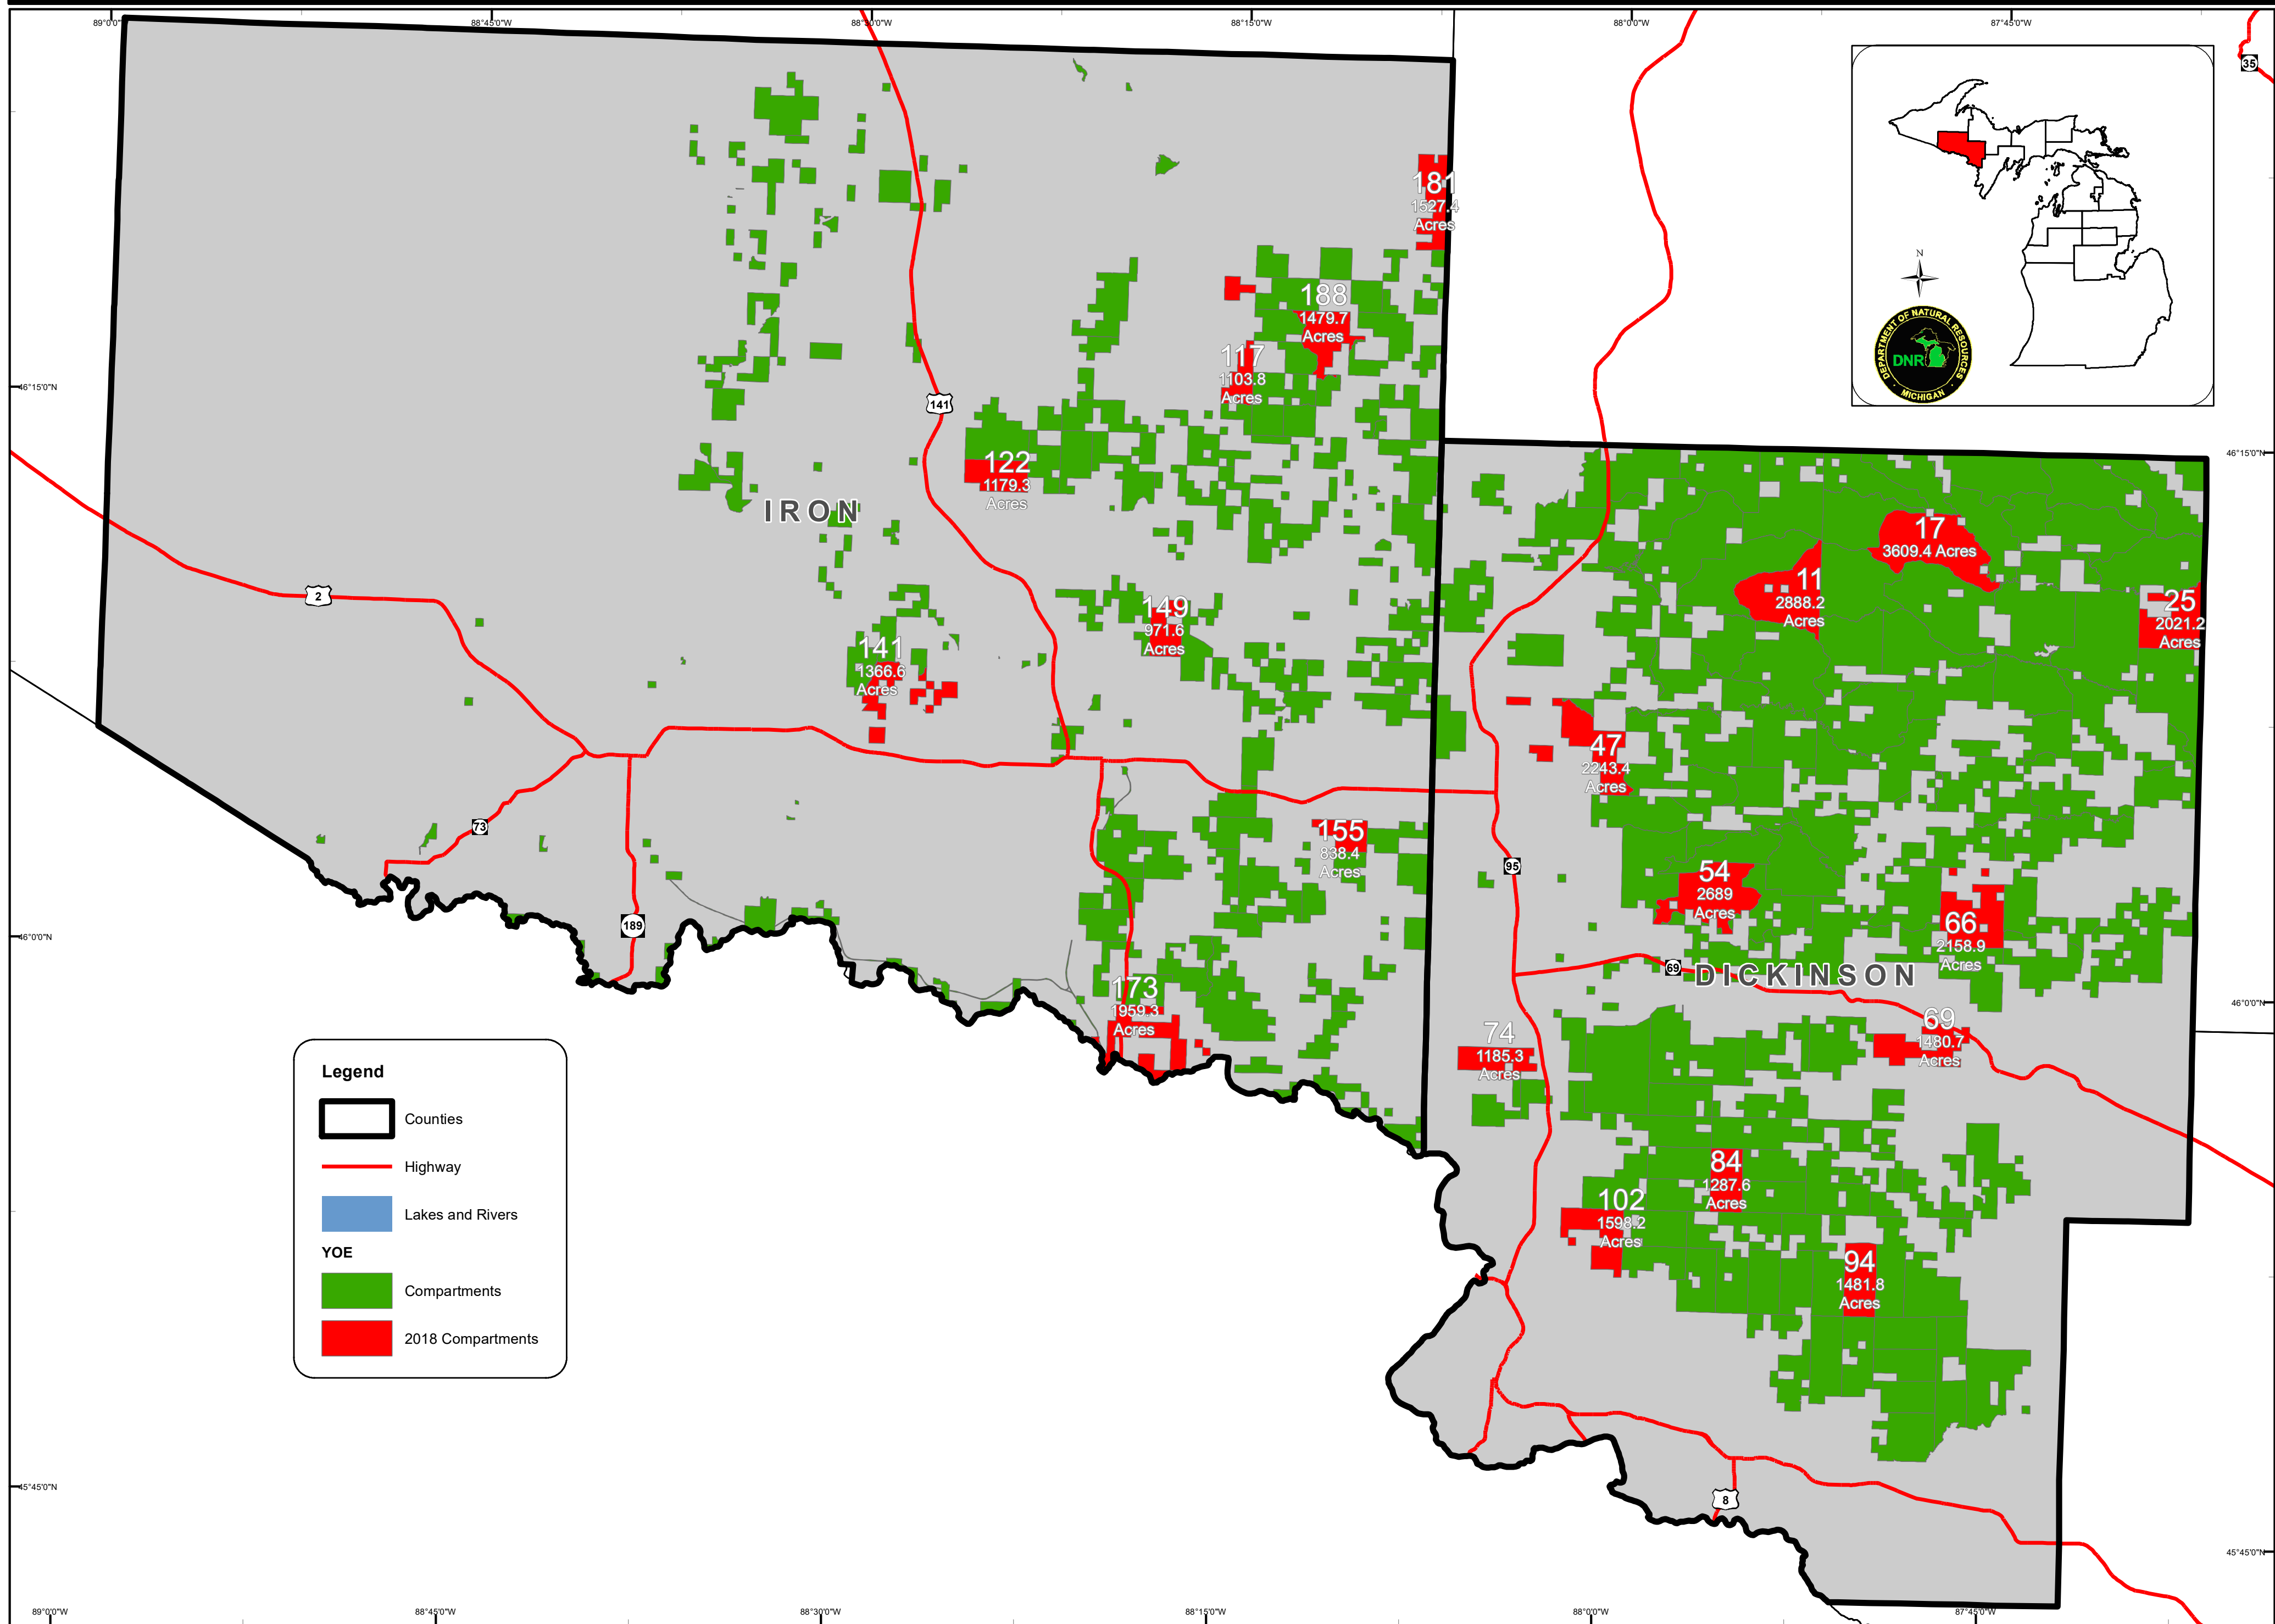 89°0'0"W
88°45'0"W
88°30'0"W
88°15'0"W
88°0'0"W
87°45'0"W
35
N
DEPARTMENT OF NATURAL RESOURCES
DNR
MICHIGAN
181
1527.4
Acres
188
1479.7
Acres
117
1103.8
Acres
46°15'0"N
141
46°15'0"N
122
1179.3
Acres
IRON
17
3609.4 Acres
11
2888.2
Acres
25
2021.2
Acres
2
149
971.6
Acres
141
1366.6
Acres
47
2243.4
Acres
73
155
838.4
Acres
95
54
2689
Acres
189
66
2158.9
Acres
46°0'0"N
69
DICKINSON
173
1959.3
Acres
46°0'0"N
69
1480.7
Acres
74
1185.3
Acres
Legend
Counties
Highway
Lakes and Rivers
YOE
Compartments
2018 Compartments
84
1287.6
Acres
102
1598.2
Acres
94
1481.8
Acres
45°45'0"N
8
45°45'0"N
89°0'0"W
88°45'0"W
88°30'0"W
88°15'0"W
88°0'0"W
87°45'0"W